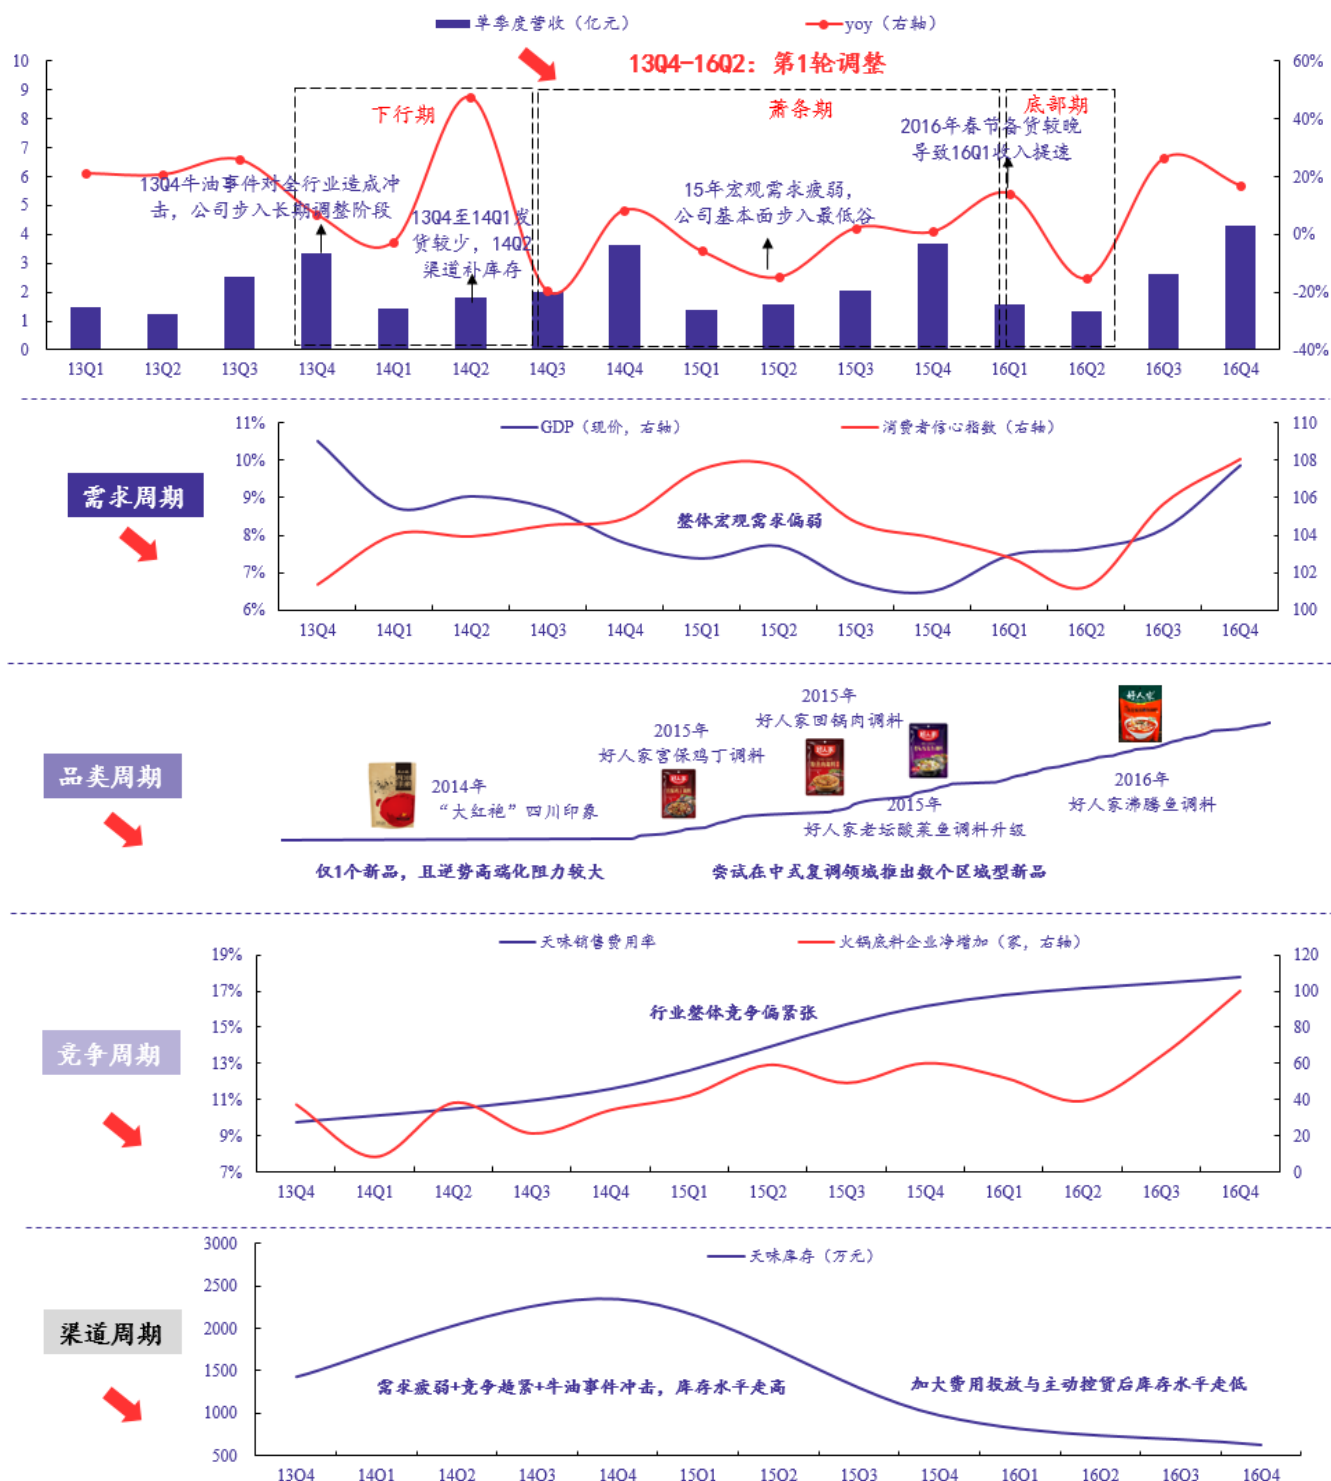 单季度营收（亿元） yoy（右轴）
13Q4-16Q2：第1轮调整
10 60%
9
8 40%
7
6 20%
5
4 0%
3
2 -20%
1
0 -40%
下行期 萧条期 底部期
2016年春节备货较晚
导致16Q1收入提速
13Q4牛油事件对全行业造成冲
击，公司步入长期调整阶段
13Q4至14Q1发
货较少，14Q2
渠道补库存
15年宏观需求疲弱，
公司基本面步入最低谷
13Q1 13Q2 13Q3 13Q4 14Q1 14Q2 14Q3 14Q4 15Q1 15Q2 15Q3 15Q4 16Q1 16Q2 16Q3 16Q4
需求周期
GDP（现价，右轴） 消费者信心指数（右轴）
11% 110
10% 108
9% 106
8% 104
7% 102
6% 100
整体宏观需求偏弱
13Q4 14Q1 14Q2 14Q3 14Q4 15Q1 15Q2 15Q3 15Q4 16Q1 16Q2 16Q3 16Q4
品类周期
2014年
“大红袍”四川印象
2015年
好人家宫保鸡丁调料
2015年
好人家回锅肉调料
2015年
好人家老坛酸菜鱼调料升级
好人家
2016年
好人家沸腾鱼调料
仅1个新品，且逆势高端化阻力较大
尝试在中式复调领域推出数个区域型新品
竞争周期
天味销售费用率 火锅底料企业净增加（家，右轴）
19% 120
17% 100
15% 80
13% 60
11% 40
9% 20
7% 0
行业整体竞争偏紧张
13Q4 14Q1 14Q2 14Q3 14Q4 15Q1 15Q2 15Q3 15Q4 16Q1 16Q2 16Q3 16Q4
渠道周期
天味库存（万元）
3000
2500
2000
1500
1000
500
需求疲弱+竞争趋紧+牛油事件冲击，库存水平走高
加大费用投放与主动控货后库存水平走低
13Q4 14Q1 14Q2 14Q3 14Q4 15Q1 15Q2 15Q3 15Q4 16Q1 16Q2 16Q3 16Q4